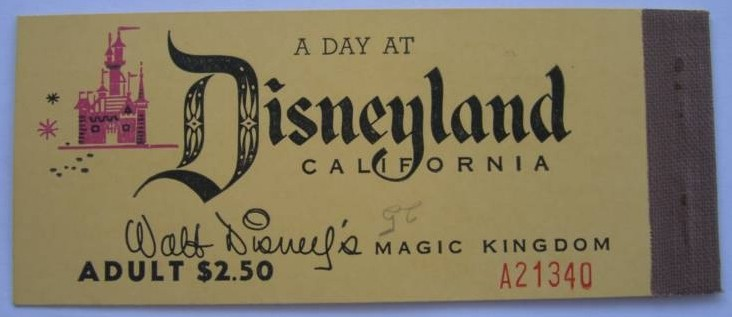 A DAY AT
Disneyland
CALIFORNIA
Walt Disney's MAGIC KINGDOM
ADULT $2.50
A21340